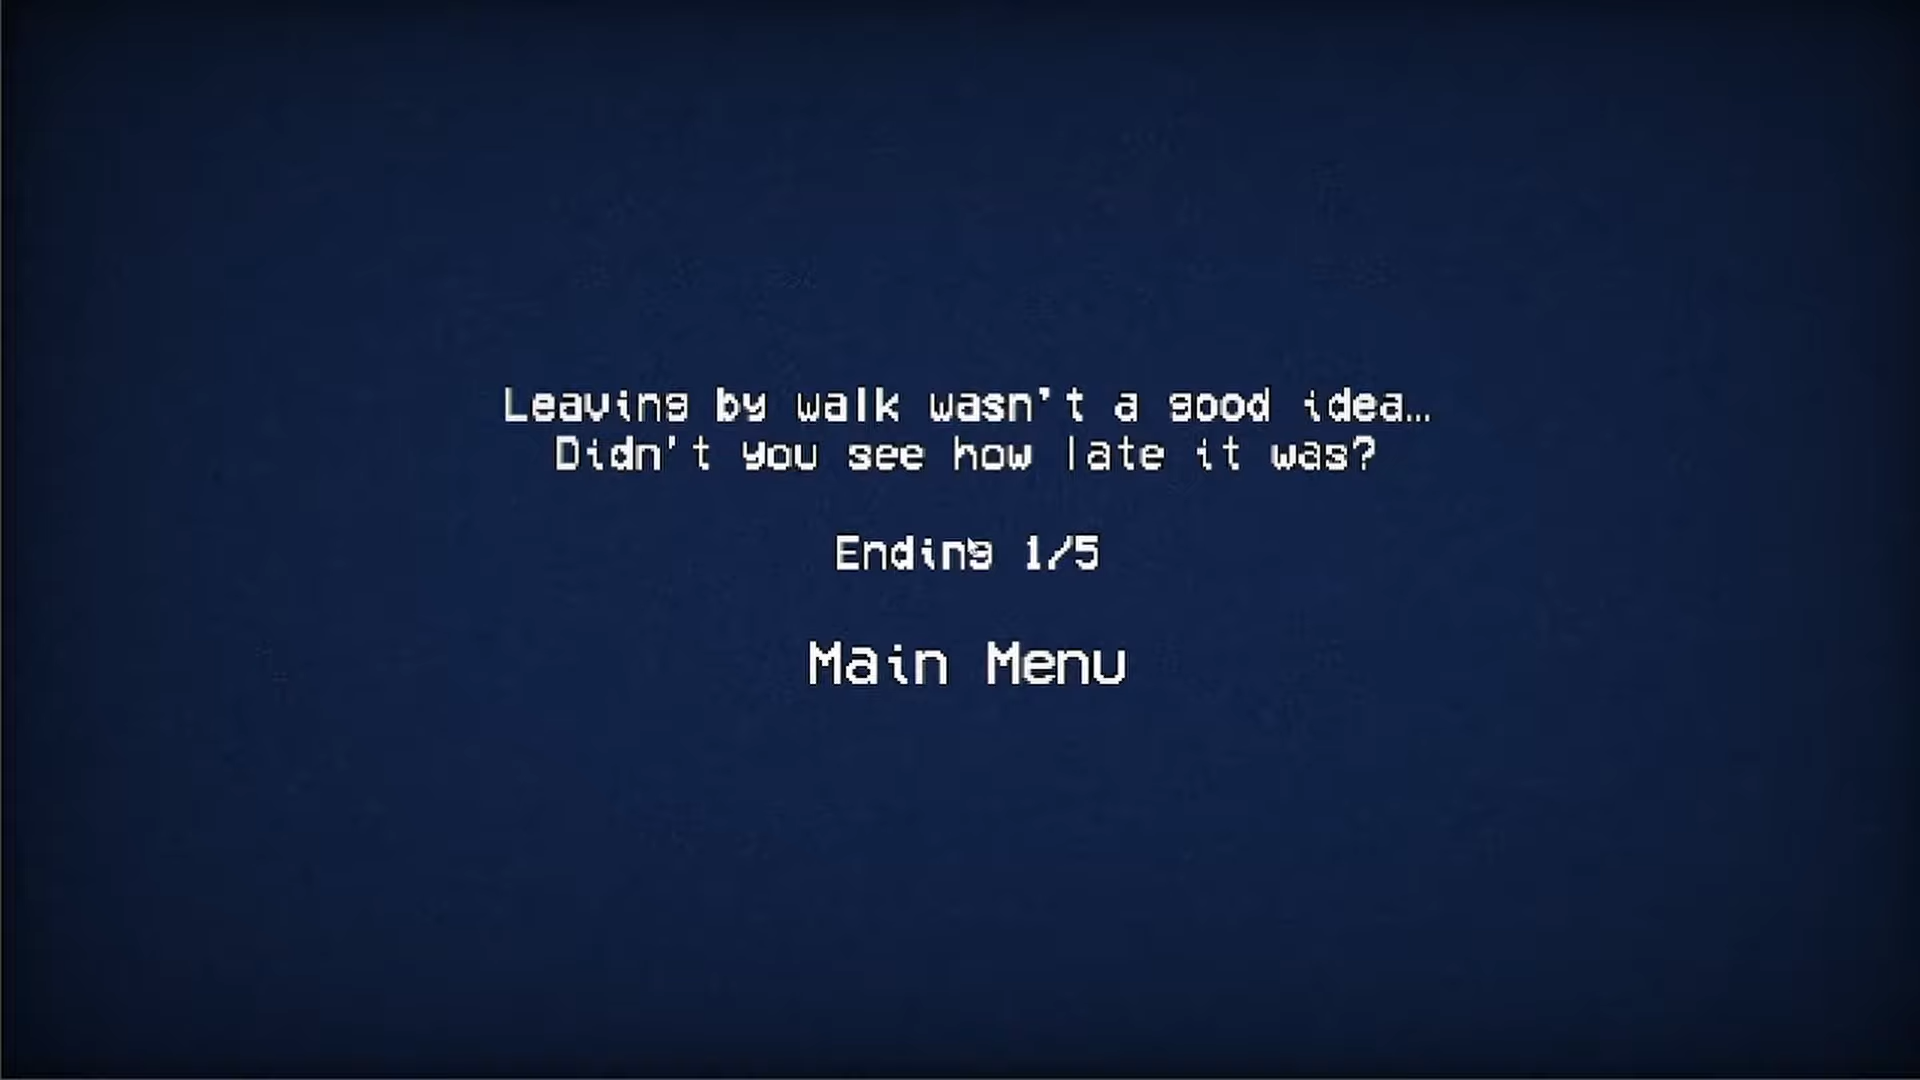 Leaving by walk wasn't a good idea...
Didn't you see how late it was?
Ending 1/5
Main Menu